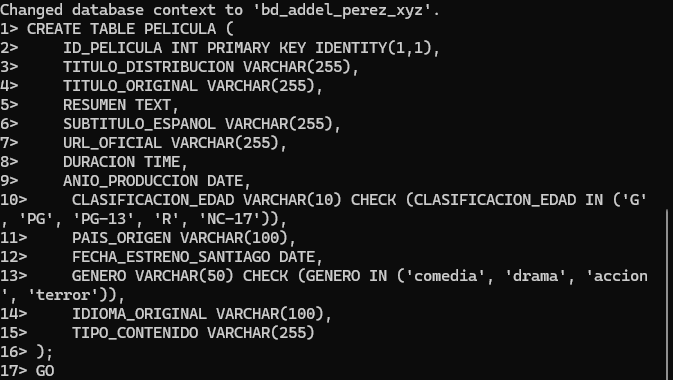 Changed database context to 'bd_addel_perez_xyz'.
1> CREATE TABLE PELICULA (
2>     ID_PELICULA INT PRIMARY KEY IDENTITY(1,1),
3>     TITULO_DISTRIBUCION VARCHAR(255),
4>     TITULO_ORIGINAL VARCHAR(255),
5>     RESUMEN TEXT,
6>     SUBTITULO_ESPANOL VARCHAR(255),
7>     URL_OFICIAL VARCHAR(255),
8>     DURACION TIME,
9>     ANIO_PRODUCCION DATE,
10>     CLASIFICACION_EDAD VARCHAR(10) CHECK (CLASIFICACION_EDAD IN ('G'
, 'PG', 'PG-13', 'R', 'NC-17')),
11>     PAIS_ORIGEN VARCHAR(100),
12>     FECHA_ESTRENO_SANTIAGO DATE,
13>     GENERO VARCHAR(50) CHECK (GENERO IN ('comedia', 'drama', 'accion
', 'terror')),
14>     IDIOMA_ORIGINAL VARCHAR(100),
15>     TIPO_CONTENIDO VARCHAR(255)
16> );
17> GO